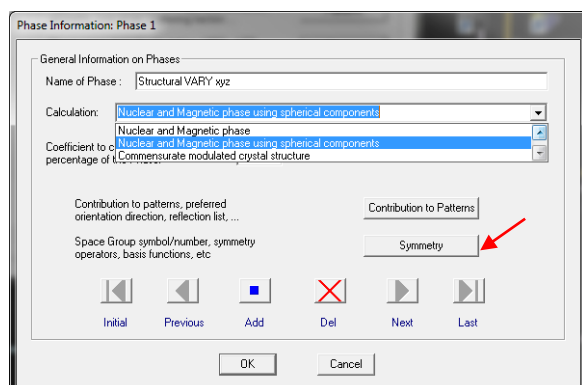 Phase Information: Phase 1
General Information on Phases
Name of Phase : Structural VARY xyz
Calculation: Nuclear and Magnetic phase using spherical components
Nuclear and Magnetic phase
Nuclear and Magnetic phase using spherical components
Coefficient to c
Commensurate modulated crystal structure
percentage of
Contribution to patterns, preferred
orientation direction, reflection list, ...
Contribution to Patterns
Space Group symbol/number, symmetry
operators, basis functions, etc
Symmetry
Initial Previous Add Del Next Last
OK Cancel